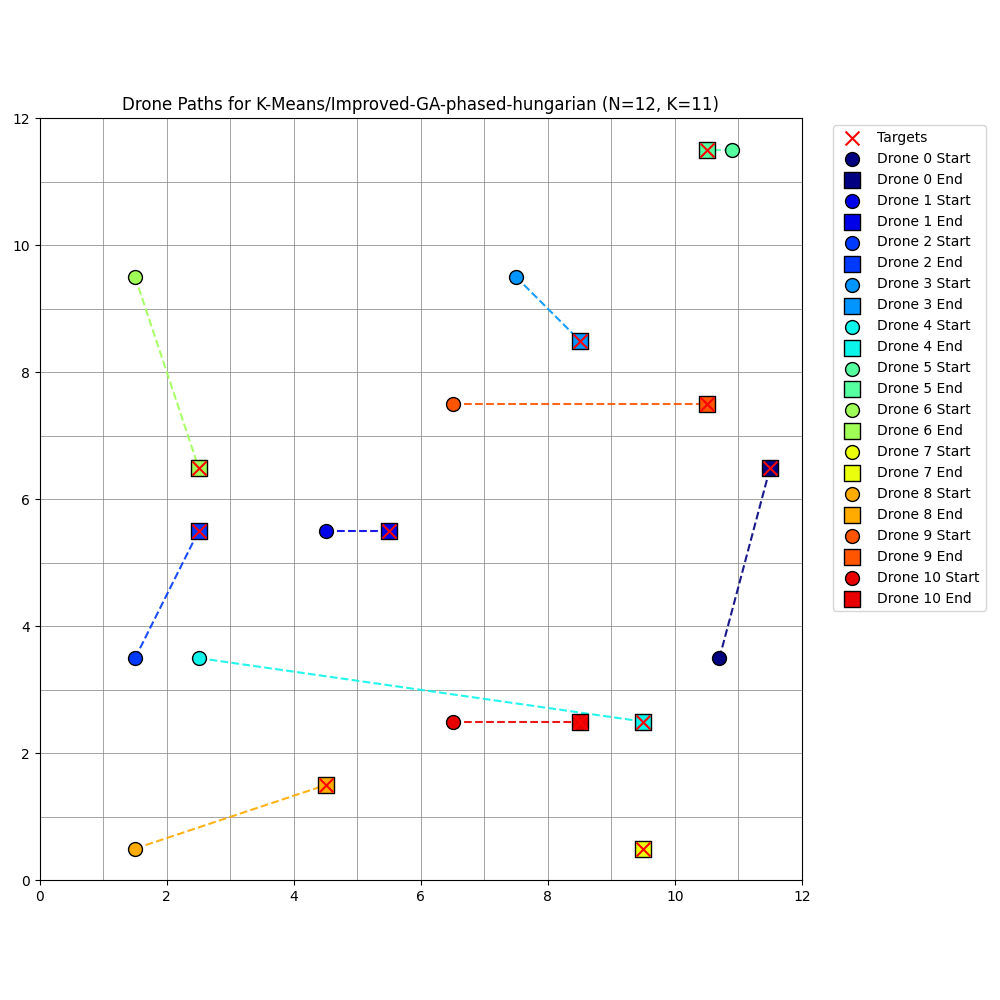 Drone Paths for K-Means/Improved-GA-phased-hungarian (N=12, K=11)
12
10
8
6
4
2
0
0 2 4 6 8 10 12
Targets
Drone 0 Start
Drone 0 End
Drone 1 Start
Drone 1 End
Drone 2 Start
Drone 2 End
Drone 3 Start
Drone 3 End
Drone 4 Start
Drone 4 End
Drone 5 Start
Drone 5 End
Drone 6 Start
Drone 6 End
Drone 7 Start
Drone 7 End
Drone 8 Start
Drone 8 End
Drone 9 Start
Drone 9 End
Drone 10 Start
Drone 10 End